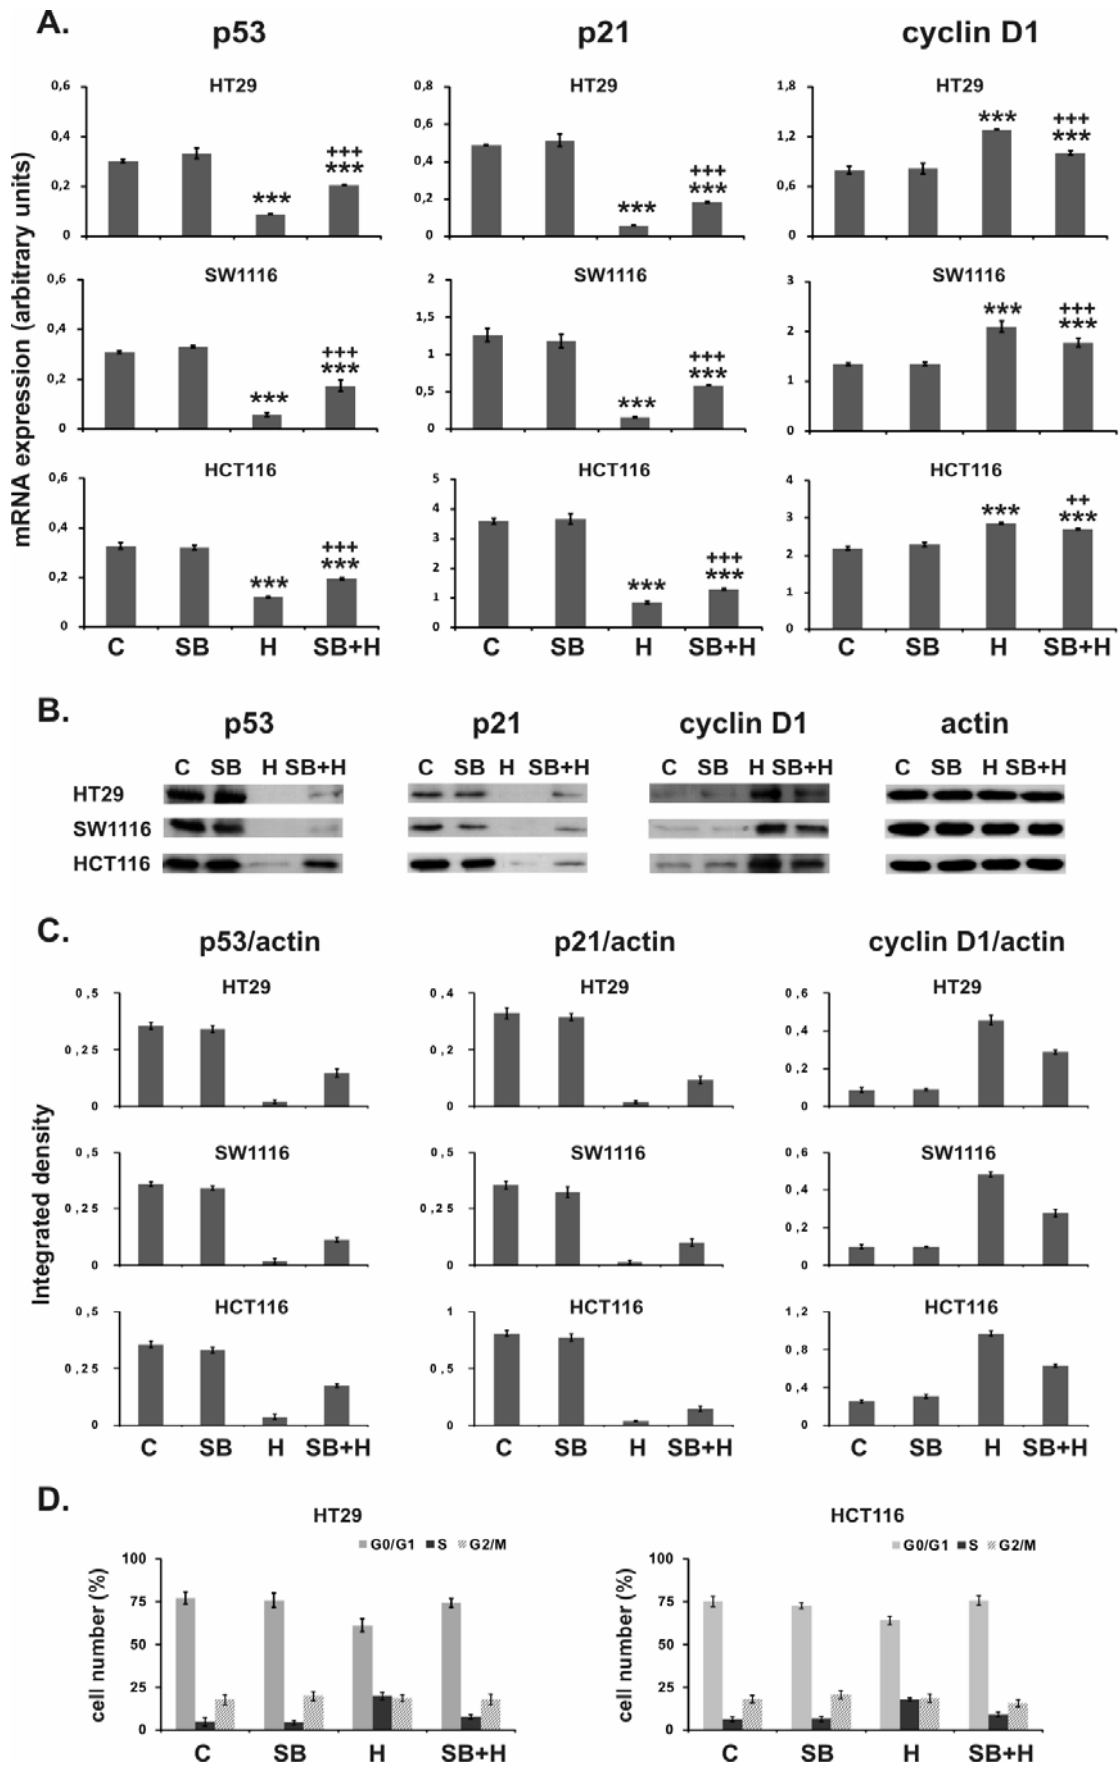 A.
p53 p21 cyclin D1
mRNA expression (arbitrary units)
HT29 HT29 HT29
0,6 0,8 1,8
0,4 0,6 1,2
0,2 0,4 0,6
0 0,2 0
0
*** +++ ***
*** +++ ***
*** +++ ***
SW1116 SW1116 SW1116
0,6 2 3
0,4 1,5 2
0,2 1 1
0 0,5 0
0
*** +++ ***
*** +++ ***
*** +++ ***
HCT116 HCT116 HCT116
0,6 5 4
0,4 4 3
0,2 3 2
0 2 1
1 0
0
*** +++ ***
*** +++ ***
*** ++ ***
C SB H SB+H C SB H SB+H C SB H SB+H
B.
p53 p21 cyclin D1 actin
C SB H SB+H C SB H SB+H C SB H SB+H C SB H SB+H
HT29
SW1116
HCT116
C.
p53/actin p21/actin cyclin D1/actin
Integrated density
HT29 HT29 HT29
0,5 0,4 0,6
0,25 0,2 0,4
0 0 0,2
0
SW1116 SW1116 SW1116
0,5 0,5 0,6
0,25 0,25 0,4
0 0 0,2
0
HCT116 HCT116 HCT116
0,5 1 1,2
0,25 0,5 0,8
0 0 0,4
0
C SB H SB+H C SB H SB+H C SB H SB+H
D.
HT29 HCT116
G0/G1 S G2/M G0/G1 S G2/M
cell number (%) cell number (%)
100 100
75 75
50 50
25 25
0 0
C SB H SB+H C SB H SB+H